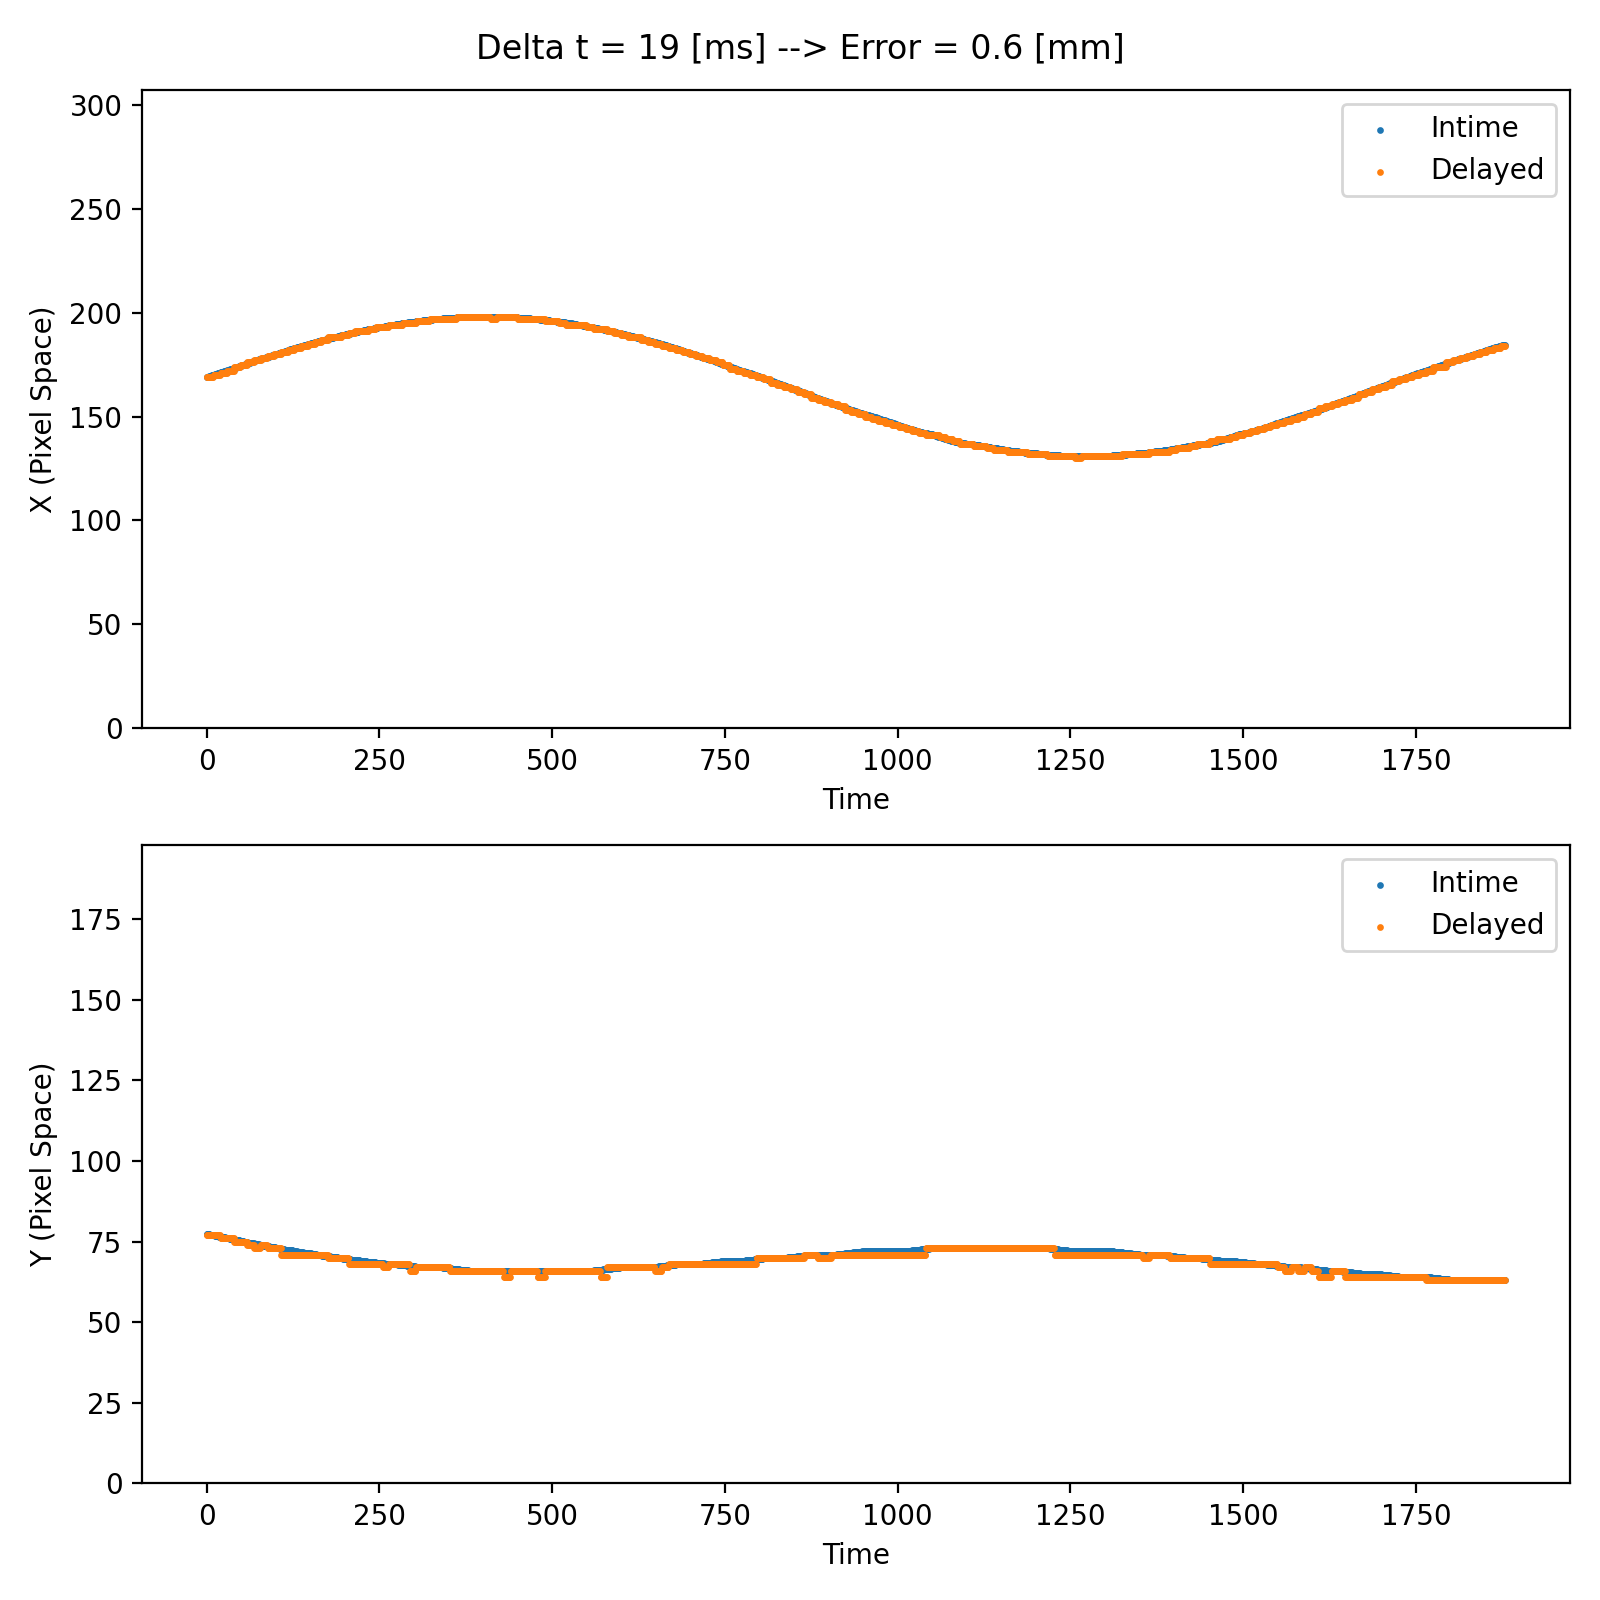 Delta t = 19 [ms] --> Error = 0.6 [mm]
300
250
200
150
100
50
0
X (Pixel Space)
Intime
Delayed
0 250 500 750 1000 1250 1500 1750
Time
175
150
125
100
75
50
25
0
Y (Pixel Space)
Intime
Delayed
0 250 500 750 1000 1250 1500 1750
Time